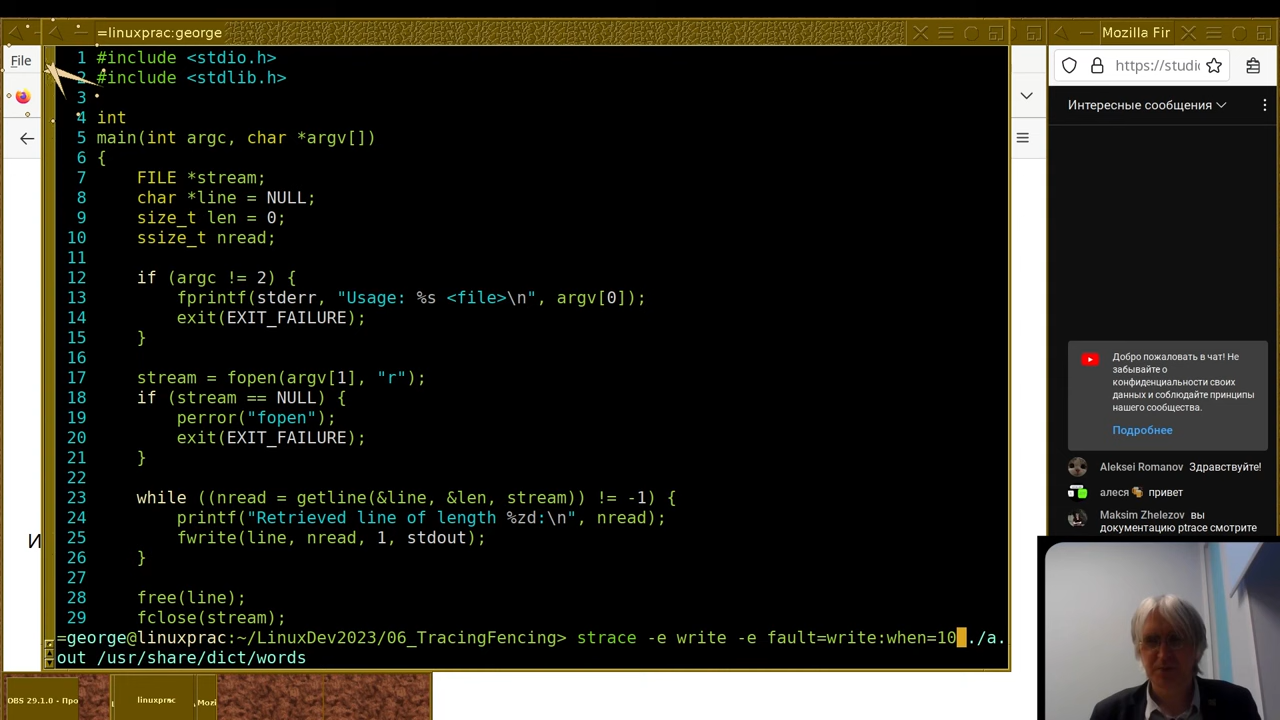 =linuxprac:george
Mozilla Fir
File
https://studio
Интересные сообщения
1 #include <stdio.h>
2 #include <stdlib.h>
3
4 int
5 main(int argc, char *argv[])
6 {
7     FILE *stream;
8     char *line = NULL;
9     size_t len = 0;
10     ssize_t nread;
11
12     if (argc != 2) {
13         fprintf(stderr, "Usage: %s <file>\n", argv[0]);
14         exit(EXIT_FAILURE);
15     }
16
17     stream = fopen(argv[1], "r");
18     if (stream == NULL) {
19         perror("fopen");
20         exit(EXIT_FAILURE);
21     }
22
23     while ((nread = getline(&line, &len, stream)) != -1) {
24         printf("Retrieved line of length %zd:\n", nread);
25         fwrite(line, nread, 1, stdout);
26     }
27
28     free(line);
29     fclose(stream);
=george@linuxprac:~/LinuxDev2023/06_TracingFencing> strace -e write -e fault=write:when=10 ./a.
out /usr/share/dict/words
И
Добро пожаловать в чат! Не
забывайте о
конфиденциальности своих
данных и соблюдайте принципы
нашего сообщества.
Подробнее
Aleksei Romanov Здравствуйте!
алеся привет
Maksim Zhelezov вы
документацию ptrace смотрите
DBS 29.1.0 - Про
linuxprac
Mozi